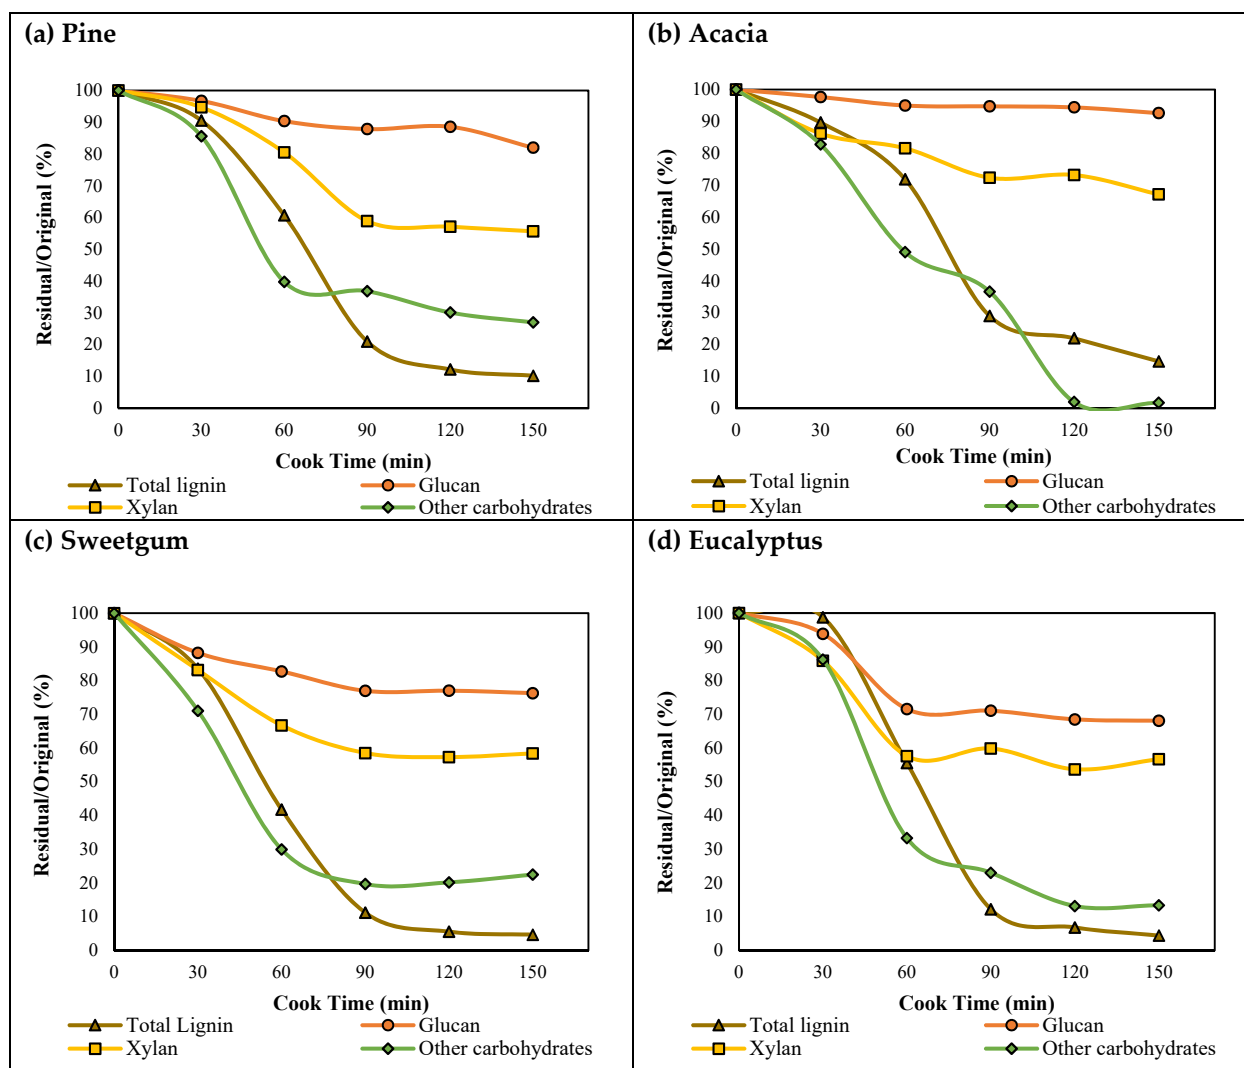 (a) Pine
100
90
80
70
60
50
40
30
20
10
0
Residual/Original (%)
0 30 60 90 120 150
Cook Time (min)
Total lignin Glucan
Xylan Other carbohydrates
(b) Acacia
100
90
80
70
60
50
40
30
20
10
0
Residual/Original (%)
0 30 60 90 120 150
Cook Time (min)
Total lignin Glucan
Xylan Other carbohydrates
(c) Sweetgum
100
90
80
70
60
50
40
30
20
10
0
Residual/Original (%)
0 30 60 90 120 150
Cook Time (min)
Total Lignin Glucan
Xylan Other carbohydrates
(d) Eucalyptus
100
90
80
70
60
50
40
30
20
10
0
Residual/Original (%)
0 30 60 90 120 150
Cook Time (min)
Total lignin Glucan
Xylan Other carbohydrates